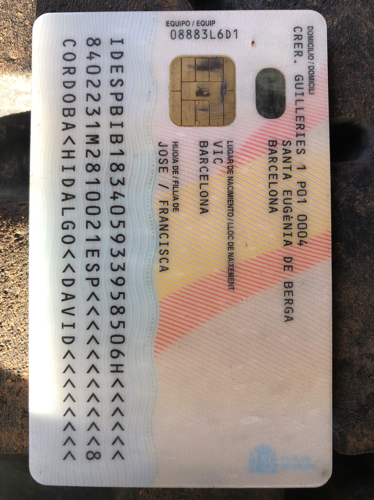 DOMICILIO / DOMICILI
CRER. GUILLERIES 1 P01 0004
SANTA EUGÈNIA DE BERGA
BARCELONA
EQUIPO / EQUIP
08883L6D1
LUGAR DE NACIMIENTO / LLOC DE NAIXEMENT
VIC
BARCELONA
HIJO/A DE / FILL/A DE
JOSE / FRANCISCA
IDESPBIB183405933958506H<<<<<<
8402231M2810021ESP<<<<<<<<<<<8
CORDOBA<HIDALGO<<DAVID<<<<<<<<